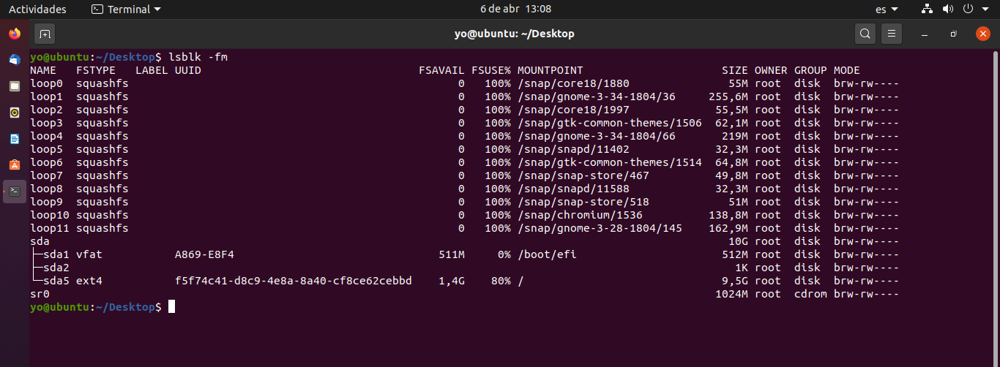 Actividades Terminal 6 de abr 13:08 es
yo@ubuntu: ~/Desktop
yo@ubuntu:~/Desktop$ lsblk -fm
NAME FSTYPE LABEL UUID FSAVAIL FSUSE% MOUNTPOINT SIZE OWNER GROUP MODE
loop0 squashfs 0 100% /snap/core18/1880 55M root disk brw-rw----
loop1 squashfs 0 100% /snap/gnome-3-34-1804/36 255,6M root disk brw-rw----
loop2 squashfs 0 100% /snap/core18/1997 55,5M root disk brw-rw----
loop3 squashfs 0 100% /snap/gtk-common-themes/1506 62,1M root disk brw-rw----
loop4 squashfs 0 100% /snap/gnome-3-34-1804/66 219M root disk brw-rw----
loop5 squashfs 0 100% /snap/snapd/11402 32,3M root disk brw-rw----
loop6 squashfs 0 100% /snap/gtk-common-themes/1514 64,8M root disk brw-rw----
loop7 squashfs 0 100% /snap/snap-store/467 49,8M root disk brw-rw----
loop8 squashfs 0 100% /snap/snapd/11588 32,3M root disk brw-rw----
loop9 squashfs 0 100% /snap/snap-store/518 51M root disk brw-rw----
loop10 squashfs 0 100% /snap/chromium/1536 138,8M root disk brw-rw----
loop11 squashfs 0 100% /snap/gnome-3-28-1804/145 162,9M root disk brw-rw----
sda 10G root disk brw-rw----
├─sda1 vfat A869-E8F4 511M 0% /boot/efi 512M root disk brw-rw----
├─sda2 1K root disk brw-rw----
└─sda5 ext4 f5f74c41-d8c9-4e8a-8a40-cf8ce62cebbd 1,4G 80% / 9,5G root disk brw-rw----
sr0 1024M root cdrom brw-rw----
yo@ubuntu:~/Desktop$